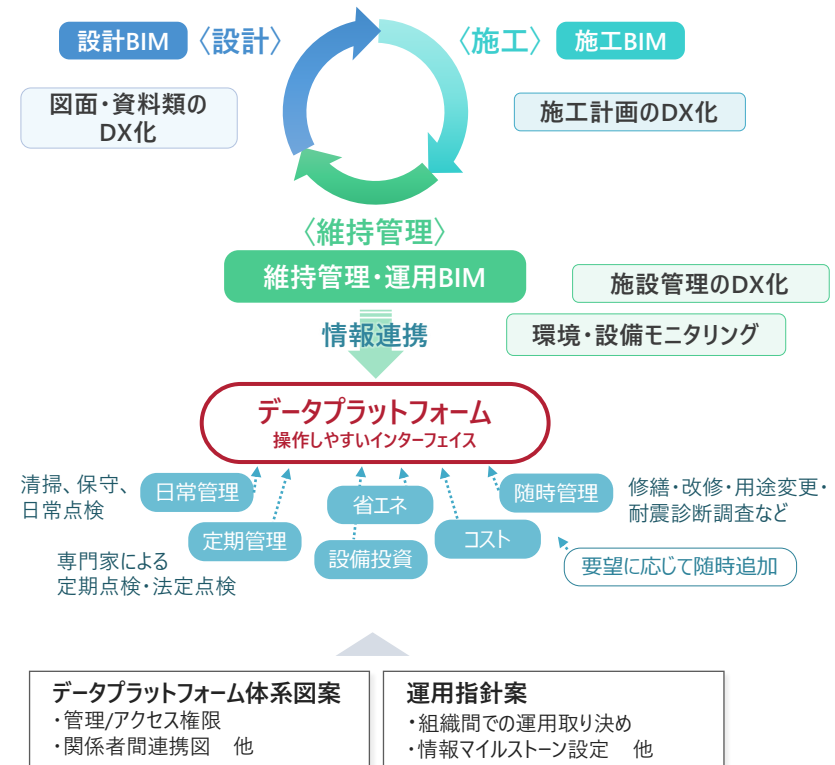 設計BIM 〈設計〉
〈施工〉 施工BIM
図面・資料類の
DX化
施工計画のDX化
〈維持管理〉
維持管理・運用BIM
施設管理のDX化
情報連携
環境・設備モニタリング
データプラットフォーム
操作しやすいインターフェイス
清掃、保守、
日常点検
日常管理
省エネ
随時管理
修繕・改修・用途変更・
耐震診断調査など
定期管理
コスト
専門家による
定期点検・法定点検
設備投資
要望に応じて随時追加
データプラットフォーム体系図案
・管理/アクセス権限
・関係者間連携図　他
運用指針案
・組織間での運用取り決め
・情報マイルストーン設定　他